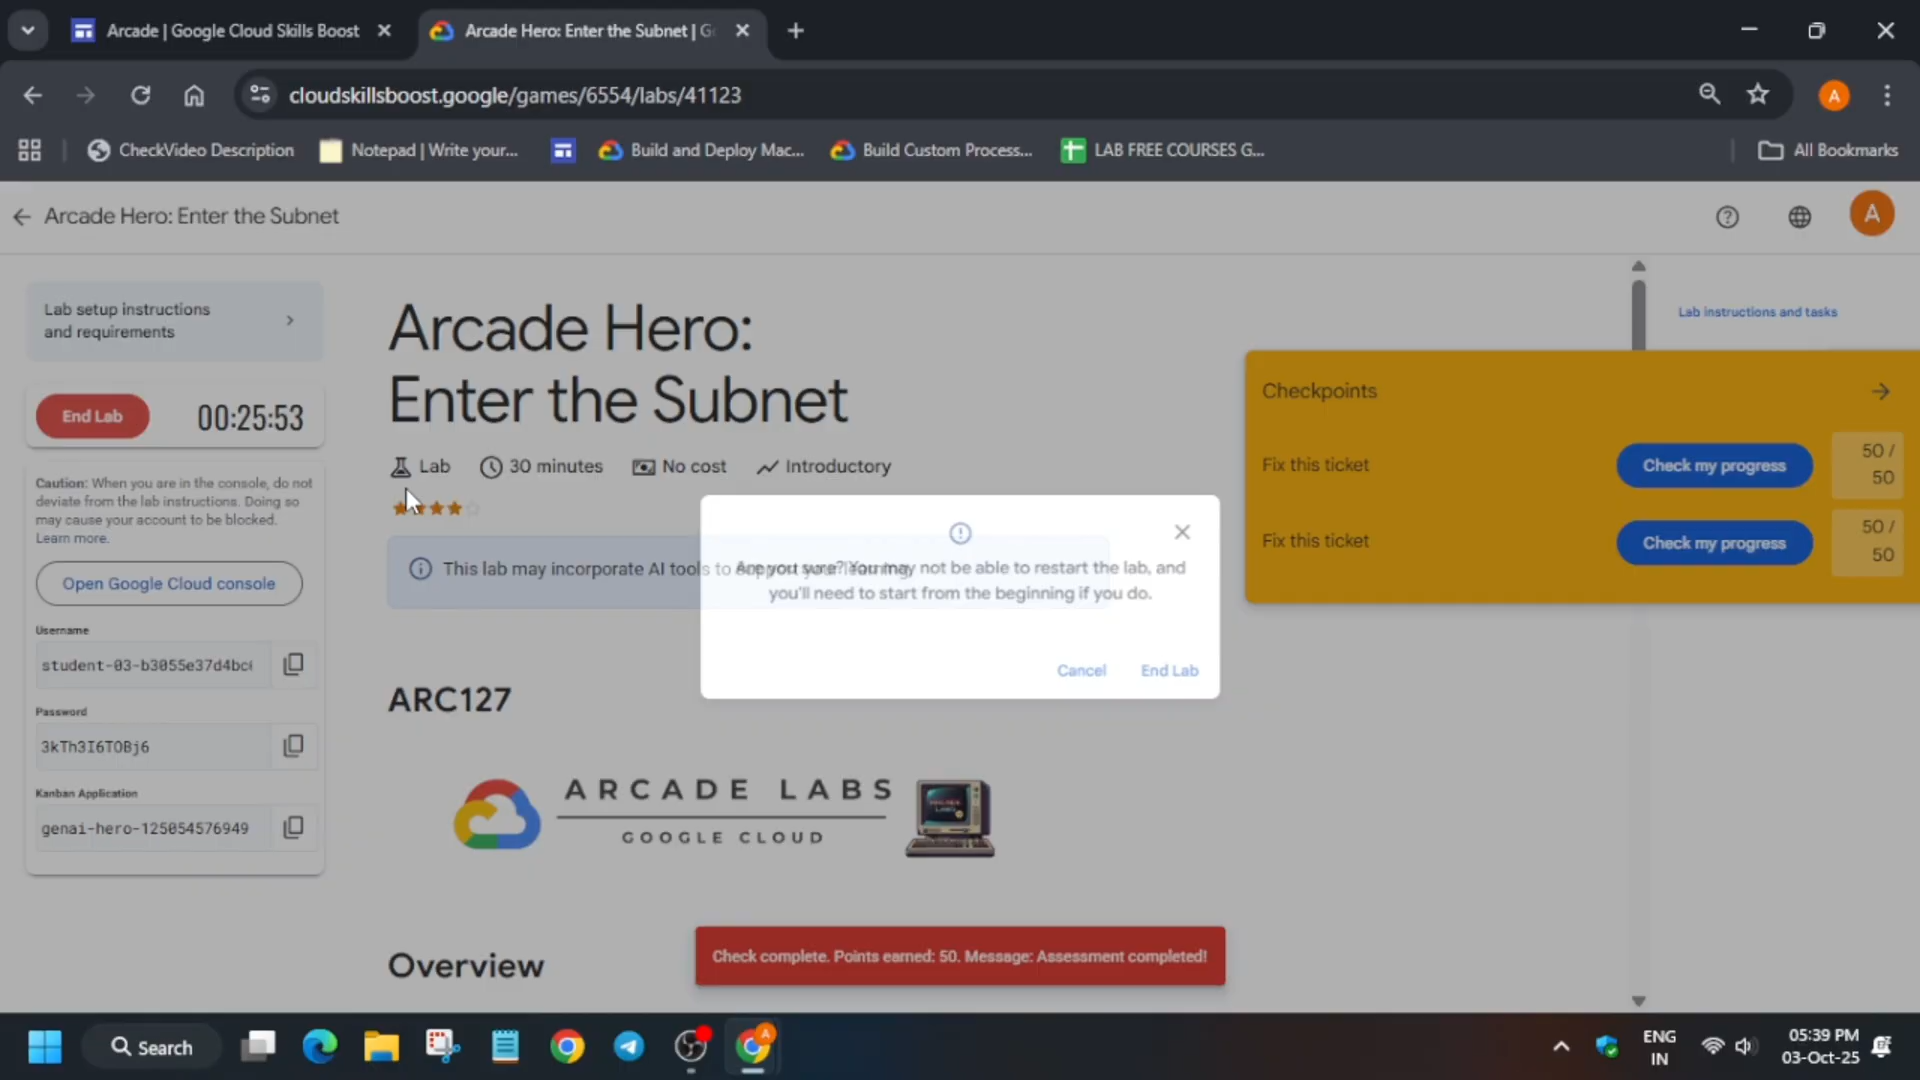 Arcade | Google Cloud Skills Boost
Arcade Hero: Enter the Subnet | G
cloudskillsboost.google/games/6554/labs/41123
A
CheckVideo Description
Notepad | Write your...
Build and Deploy Mac...
Build Custom Process...
LAB FREE COURSES G...
All Bookmarks
Arcade Hero: Enter the Subnet
A
Lab setup instructions
and requirements
End Lab
00:25:53
Caution: When you are in the console, do not
deviate from the lab instructions. Doing so
may cause your account to be blocked.
Learn more.
Open Google Cloud console
Username
student-03-b3055e37d4bc
Password
3kTh3I6TOBj6
Kanban Application
genai-hero-125054576949
Arcade Hero:
Enter the Subnet
Lab
30 minutes
No cost
Introductory
This lab may incorporate AI tools to support your learning.
Are you sure? You may not be able to restart the lab, and
you'll need to start from the beginning if you do.
Cancel
End Lab
ARC127
ARCADE LABS
GOOGLE CLOUD
Overview
Check complete. Points earned: 50. Message: Assessment completed!
Lab instructions and tasks
Checkpoints
Fix this ticket
Check my progress
50 /
50
Fix this ticket
Check my progress
50 /
50
Search
ENG
IN
05:39 PM
03-Oct-25